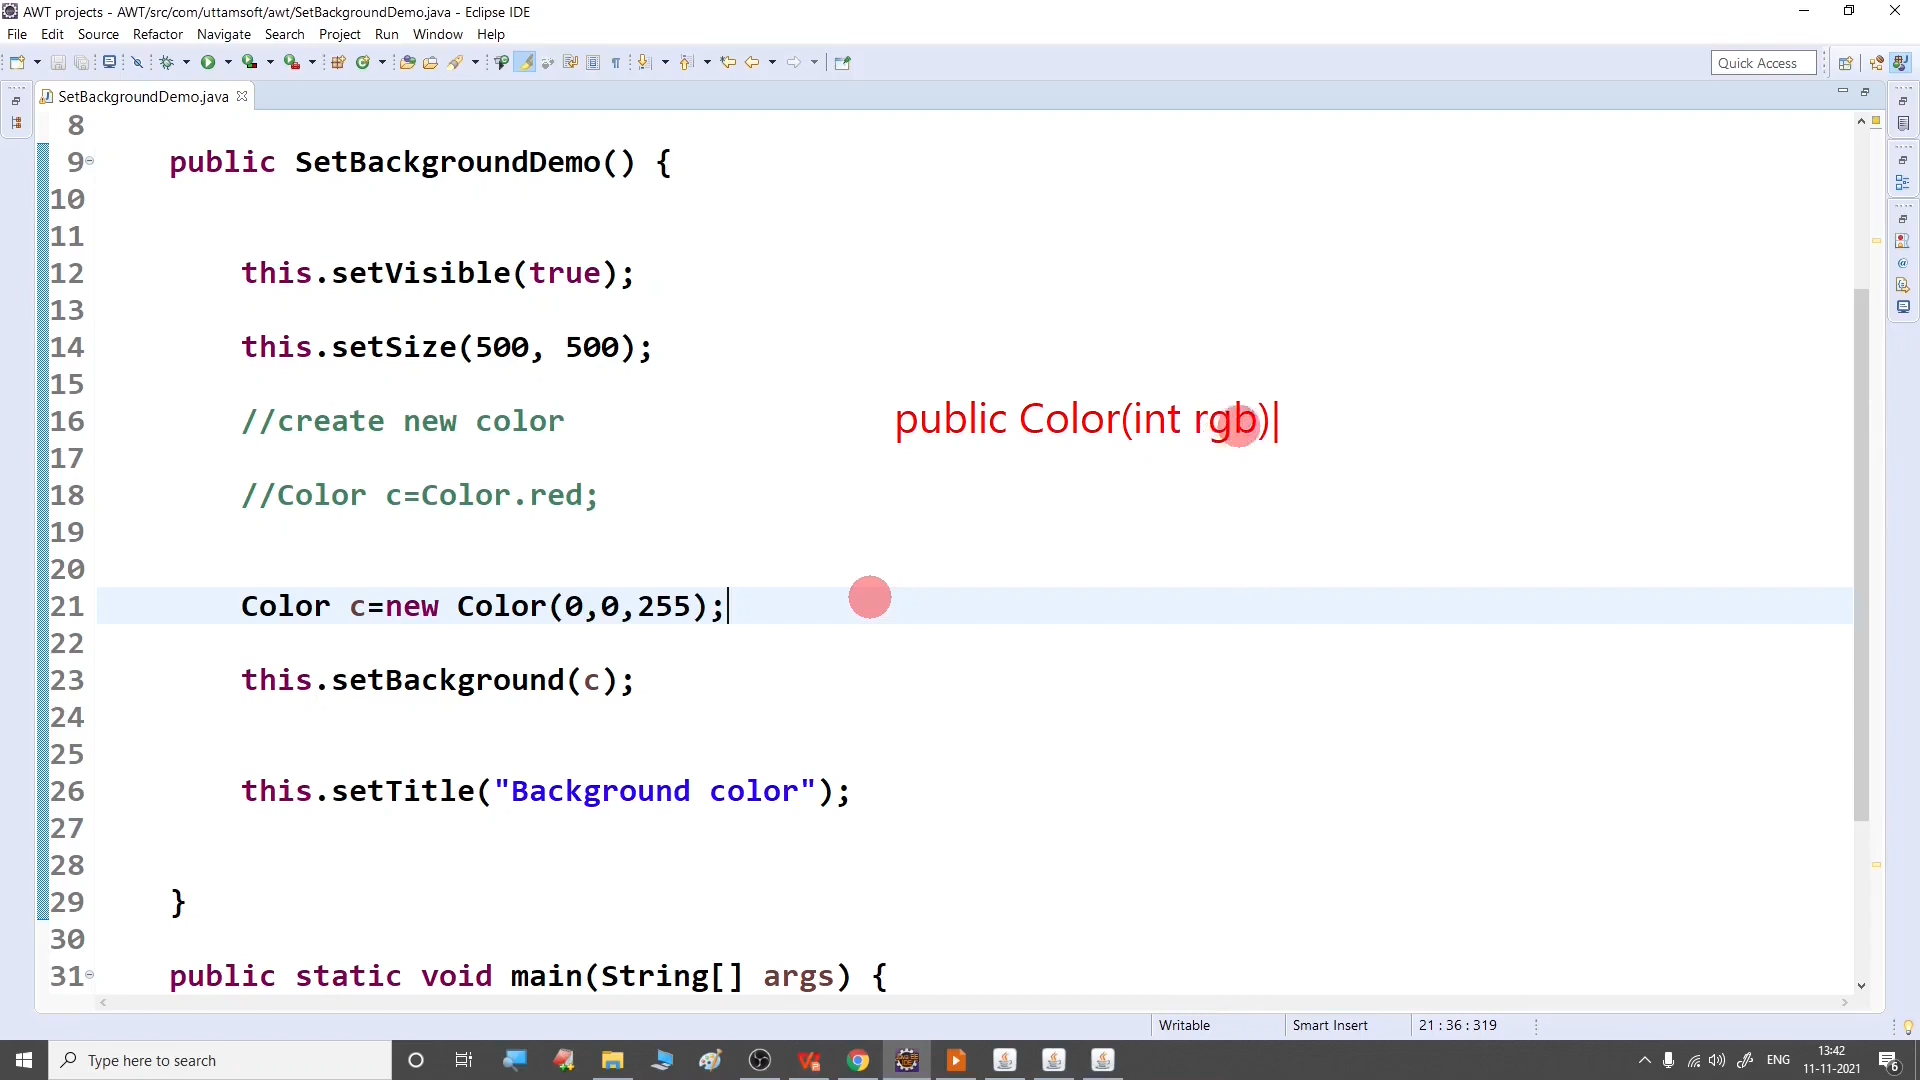 AWT projects - AWT/src/com/uttamsoft/awt/SetBackgroundDemo.java - Eclipse IDE
File Edit Source Refactor Navigate Search Project Run Window Help
Quick Access
SetBackgroundDemo.java
8
9 public SetBackgroundDemo() {
10
11
12 this.setVisible(true);
13
14 this.setSize(500, 500);
15
16 //create new color
public Color(int rgb)
17
18 //Color c=Color.red;
19
20
21 Color c=new Color(0,0,255);
22
23 this.setBackground(c);
24
25
26 this.setTitle("Background color");
27
28
29 }
30
31 public static void main(String[] args) {
Writable Smart Insert 21 : 36 : 319
Type here to search
ENG
13:42
11-11-2021
6